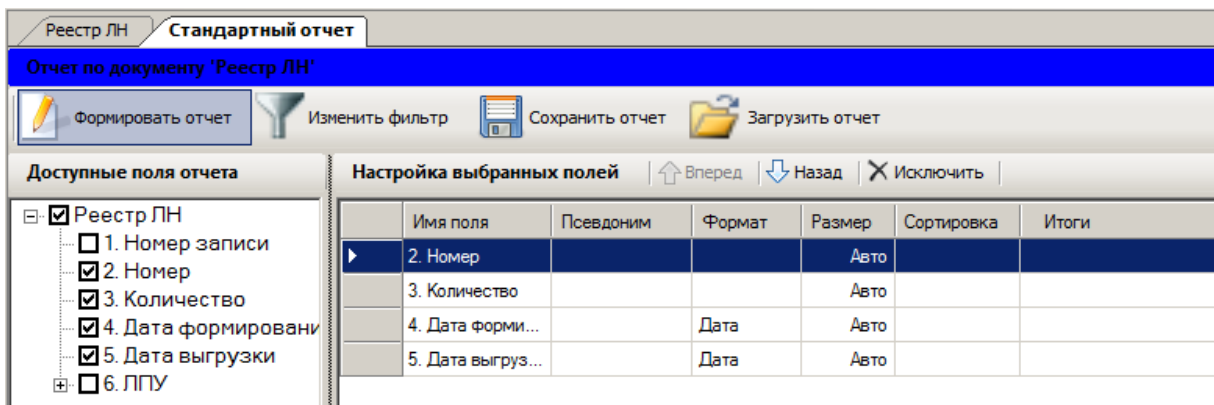 Реестр ЛН Стандартный отчет
Отчет по документу 'Реестр ЛН'
Формировать отчет Изменить фильтр Сохранить отчет Загрузить отчет
Доступные поля отчета Настройка выбранных полей Вперед Назад Исключить
Реестр ЛН
1. Номер записи
2. Номер
3. Количество
4. Дата формировани
5. Дата выгрузки
6. ЛПУ
Имя поля Псевдоним Формат Размер Сортировка Итоги
2. Номер Авто
3. Количество Авто
4. Дата форми... Дата Авто
5. Дата выгруз... Дата Авто